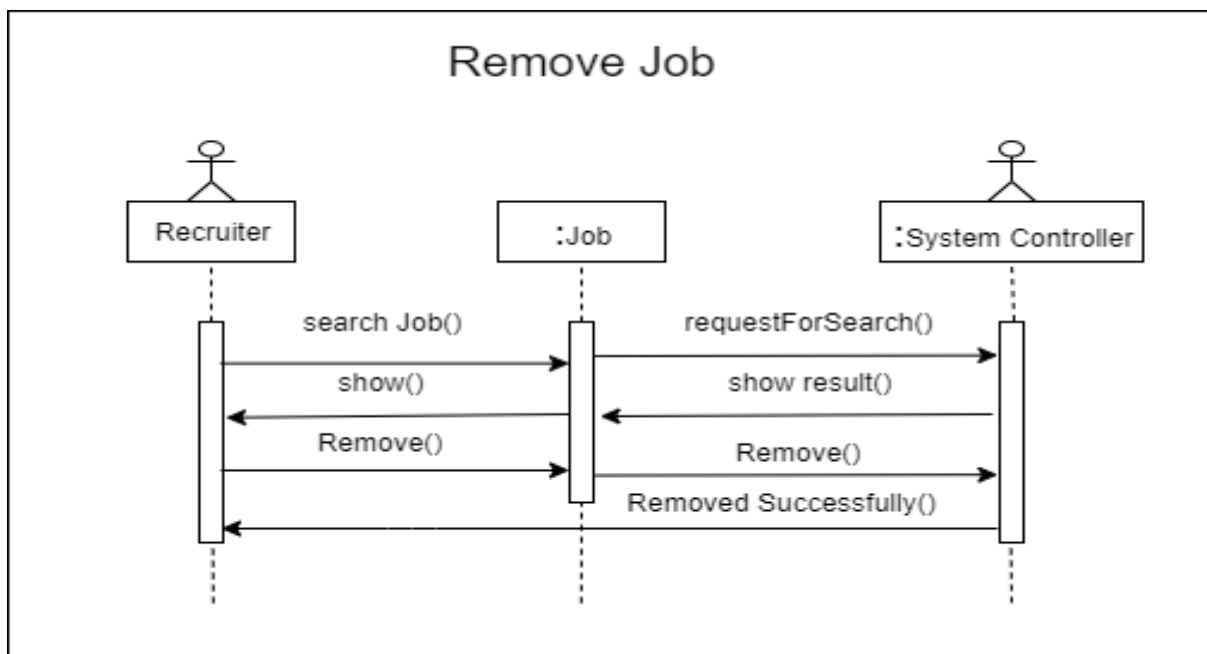 Remove Job
Recruiter
:Job
:System Controller
search Job()
requestForSearch()
show()
show result()
Remove()
Remove()
Removed Successfully()